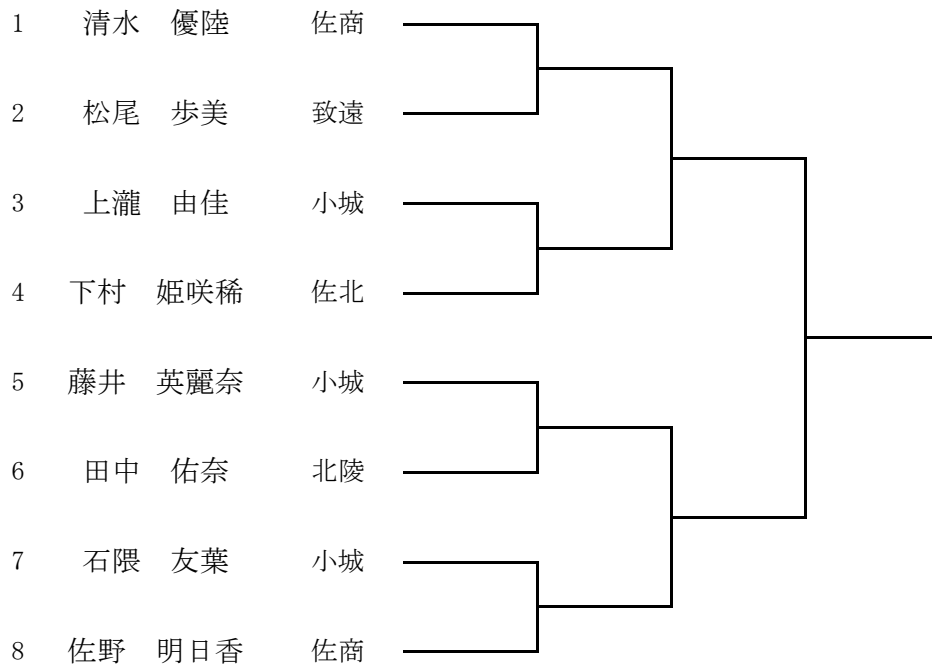 1 清水 優陸 佐商
2 松尾 歩美 致遠
3 上瀧 由佳 小城
4 下村 姫咲稀 佐北
5 藤井 英麗奈 小城
6 田中 佑奈 北陵
7 石隈 友葉 小城
8 佐野 明日香 佐商